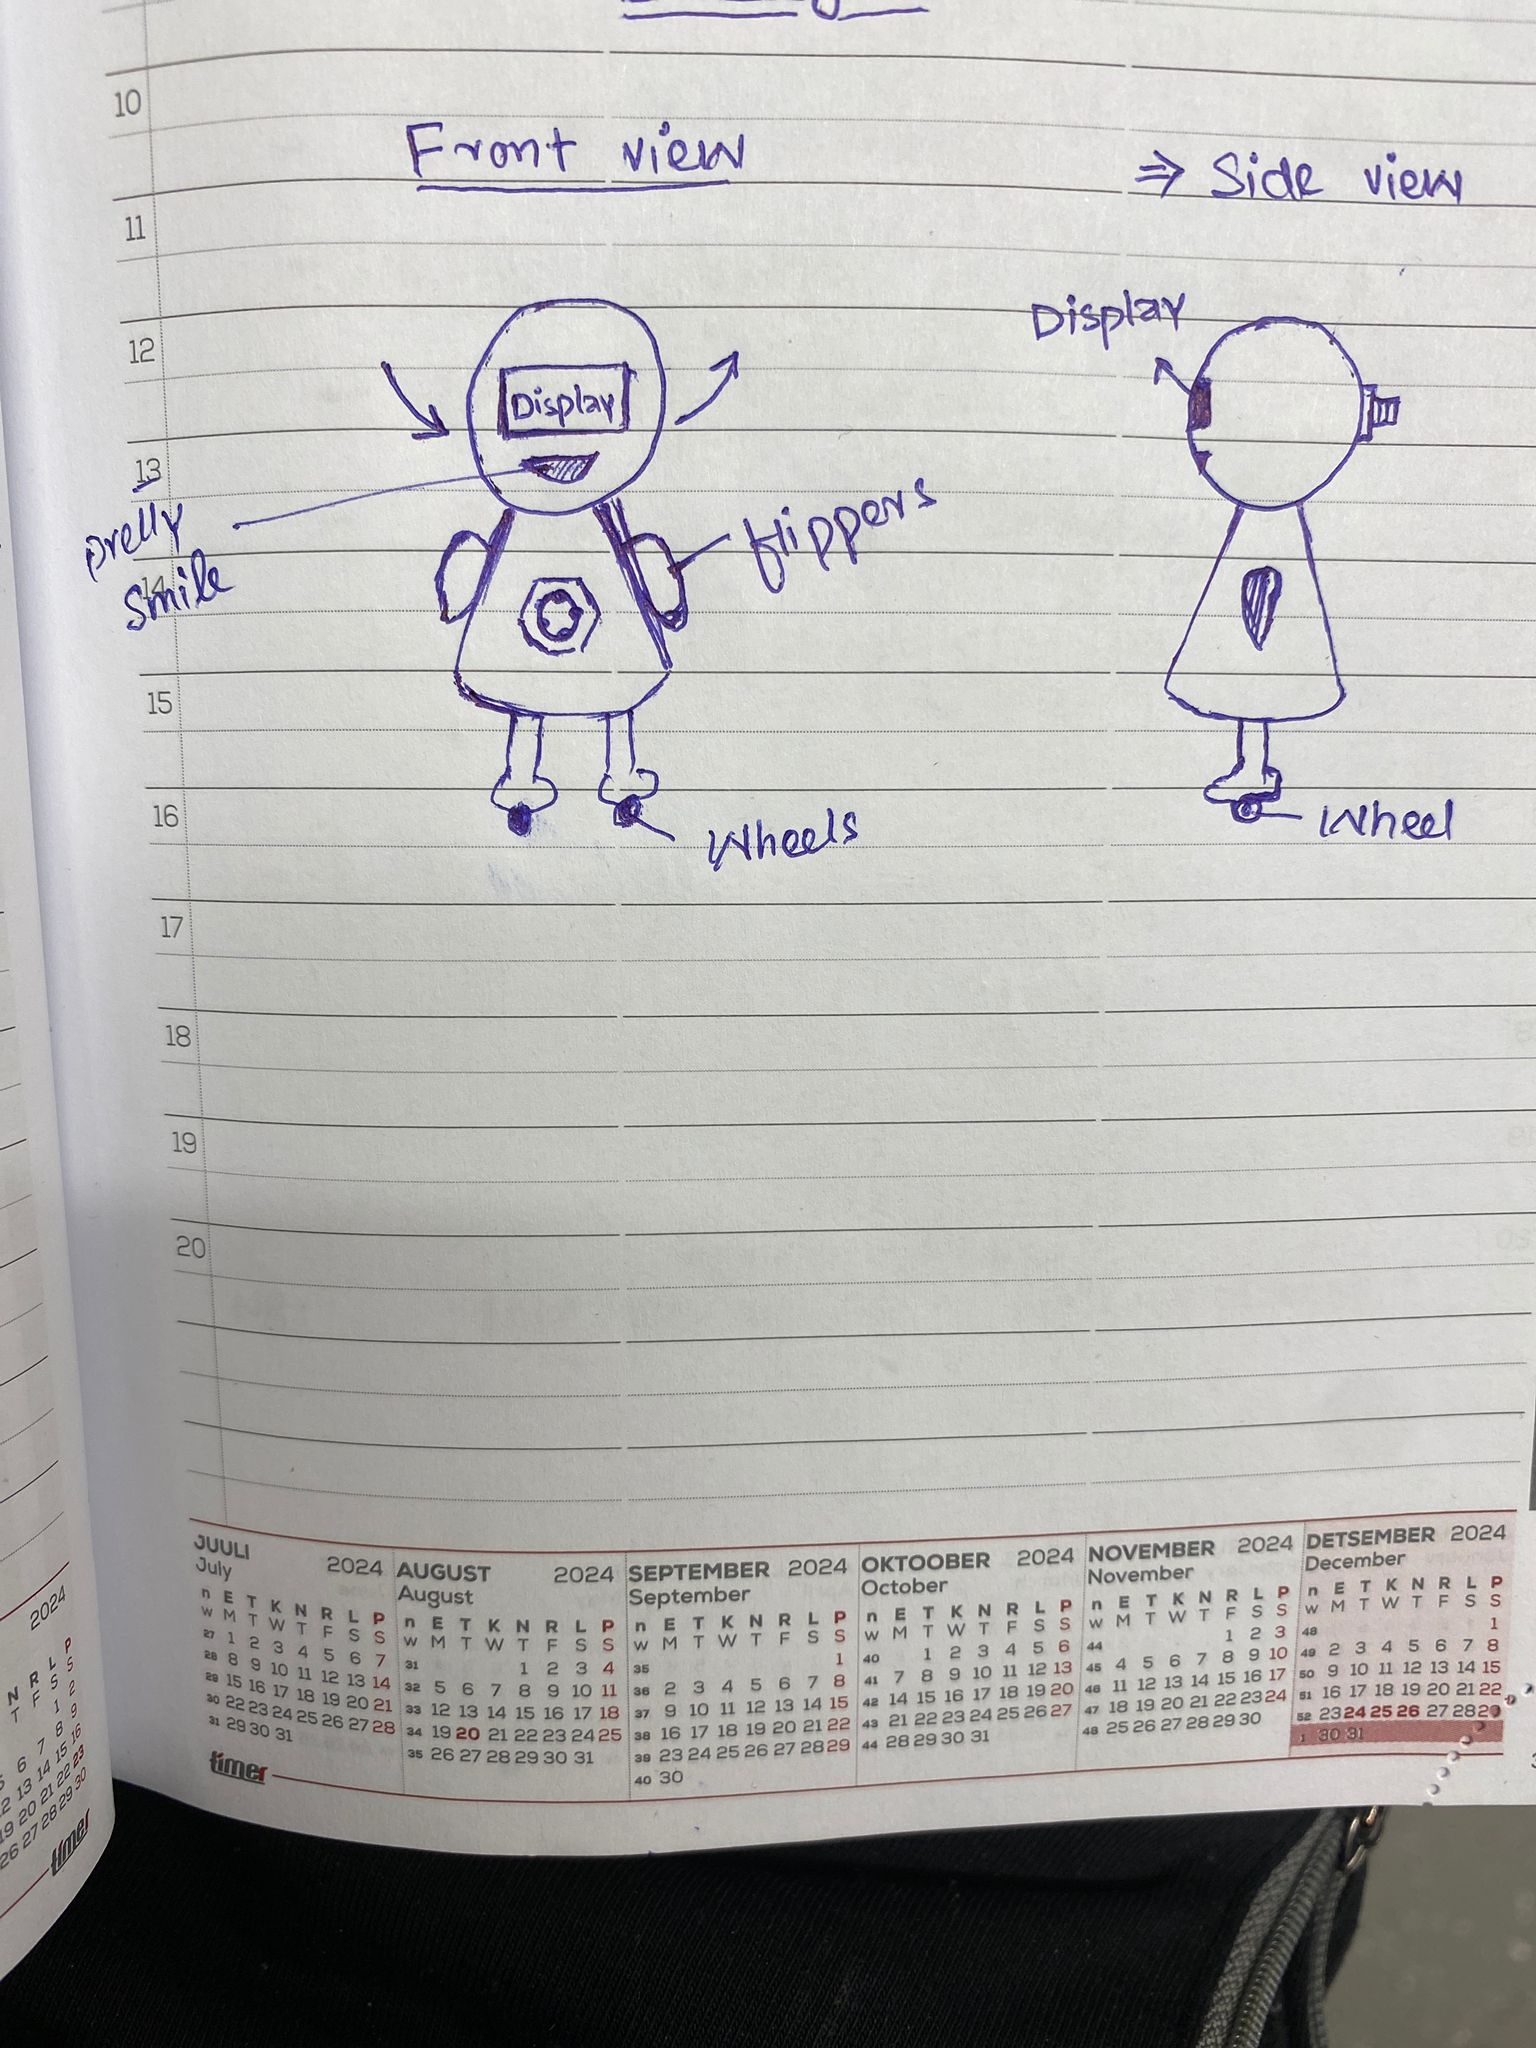 Front view
⇒ Side view
10
11
12
13
14
15
16
17
18
19
20
Display
Display
pretty
smile
flippers
Wheels
Wheel
JUULI 2024
July
n E T K N R L P
w M T W T F S S
27 1 2 3 4 5 6 7
28 8 9 10 11 12 13 14
29 15 16 17 18 19 20 21
30 22 23 24 25 26 27 28
31 29 30 31
AUGUST 2024
August
n E T K N R L P
w M T W T F S S
31 1 2 3 4
32 5 6 7 8 9 10 11
33 12 13 14 15 16 17 18
34 19 20 21 22 23 24 25
35 26 27 28 29 30 31
SEPTEMBER 2024
September
n E T K N R L P
w M T W T F S S
35 1
36 2 3 4 5 6 7 8
37 9 10 11 12 13 14 15
38 16 17 18 19 20 21 22
39 23 24 25 26 27 28 29
40 30
OKTOOBER 2024
October
n E T K N R L P
w M T W T F S S
40 1 2 3 4 5 6
41 7 8 9 10 11 12 13
42 14 15 16 17 18 19 20
43 21 22 23 24 25 26 27
44 28 29 30 31
NOVEMBER 2024
November
n E T K N R L P
w M T W T F S S
44 1 2 3
45 4 5 6 7 8 9 10
46 11 12 13 14 15 16 17
47 18 19 20 21 22 23 24
48 25 26 27 28 29 30
DETSEMBER 2024
December
n E T K N R L P
w M T W T F S S
48 1
49 2 3 4 5 6 7 8
50 9 10 11 12 13 14 15
51 16 17 18 19 20 21 22
52 23 24 25 26 27 28 29
1 30 31
timer
2024
timer